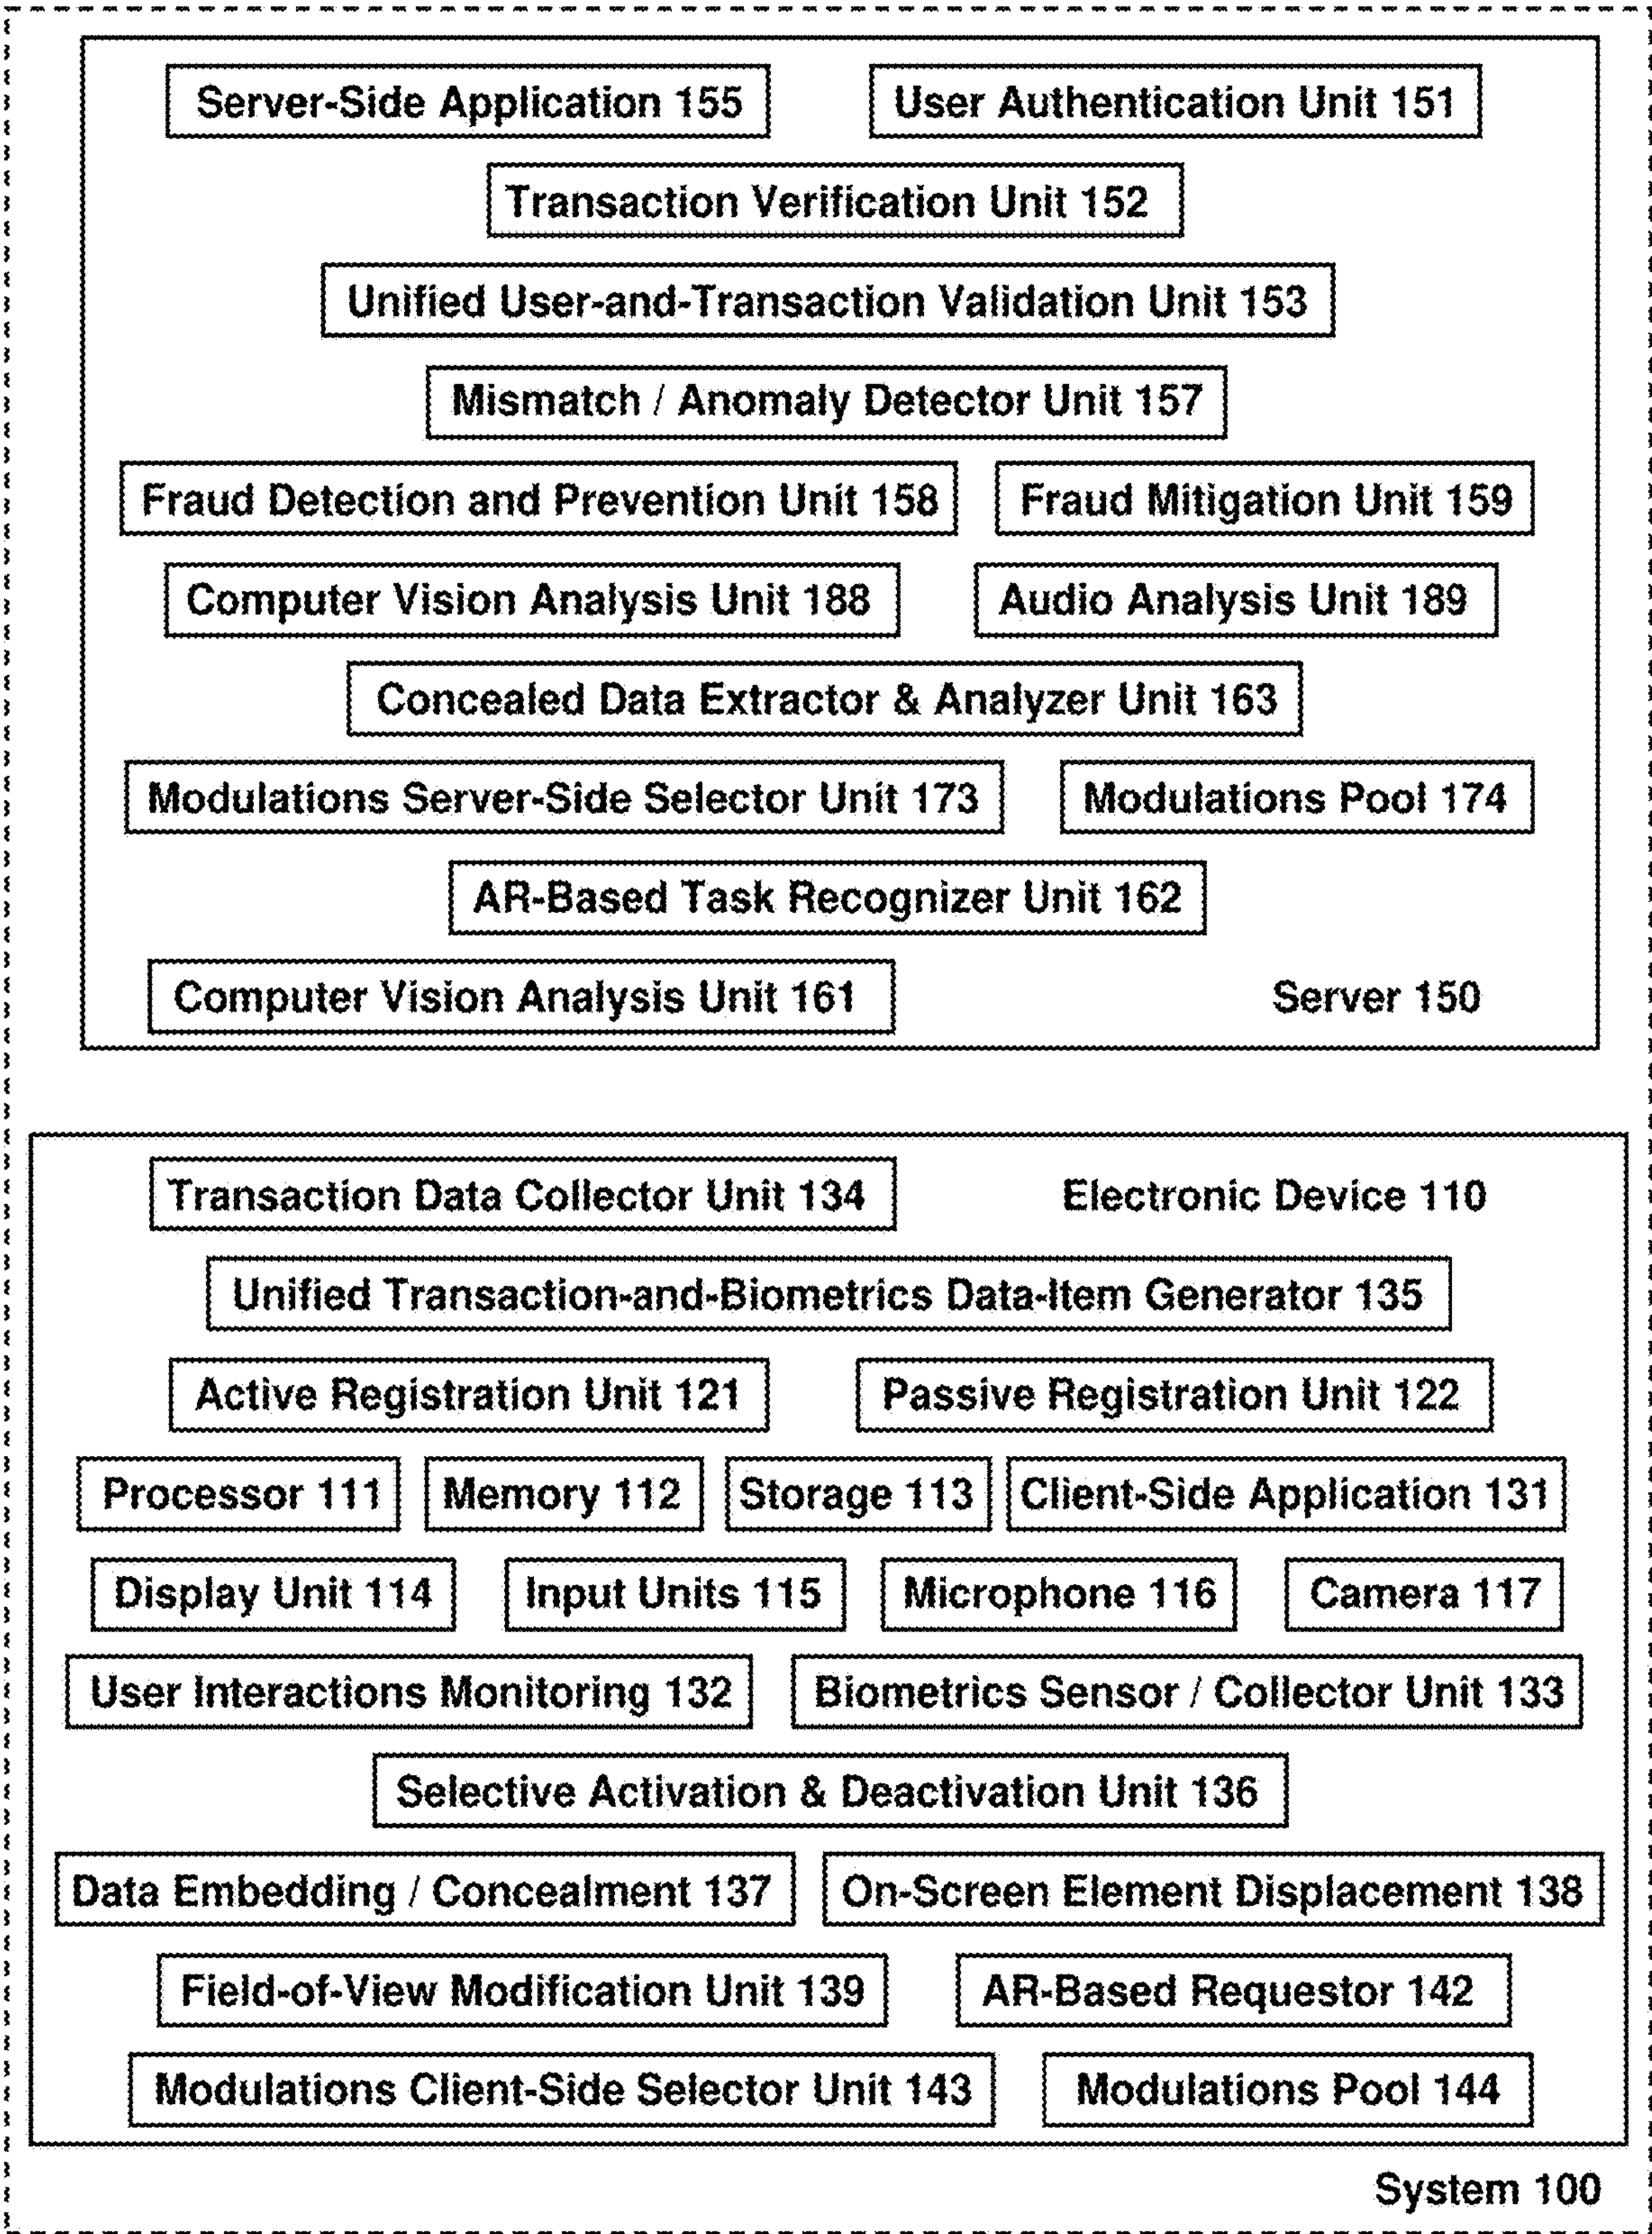 Server-Side Application 155 User Authentication Unit 151
Transaction Verification Unit 152
Unified User-and-Transaction Validation Unit 153
Mismatch / Anomaly Detector Unit 157
Fraud Detection and Prevention Unit 158 Fraud Mitigation Unit 159
Computer Vision Analysis Unit 188 Audio Analysis Unit 189
Concealed Data Extractor & Analyzer Unit 163
Modulations Server-Side Selector Unit 173 Modulations Pool 174
AR-Based Task Recognizer Unit 162
Computer Vision Analysis Unit 161 Server 150
Transaction Data Collector Unit 134 Electronic Device 110
Unified Transaction-and-Biometrics Data-Item Generator 135
Active Registration Unit 121 Passive Registration Unit 122
Processor 111 Memory 112 Storage 113 Client-Side Application 131
Display Unit 114 Input Units 115 Microphone 116 Camera 117
User Interactions Monitoring 132 Biometrics Sensor / Collector Unit 133
Selective Activation & Deactivation Unit 136
Data Embedding / Concealment 137 On-Screen Element Displacement 138
Field-of-View Modification Unit 139 AR-Based Requestor 142
Modulations Client-Side Selector Unit 143 Modulations Pool 144
System 100